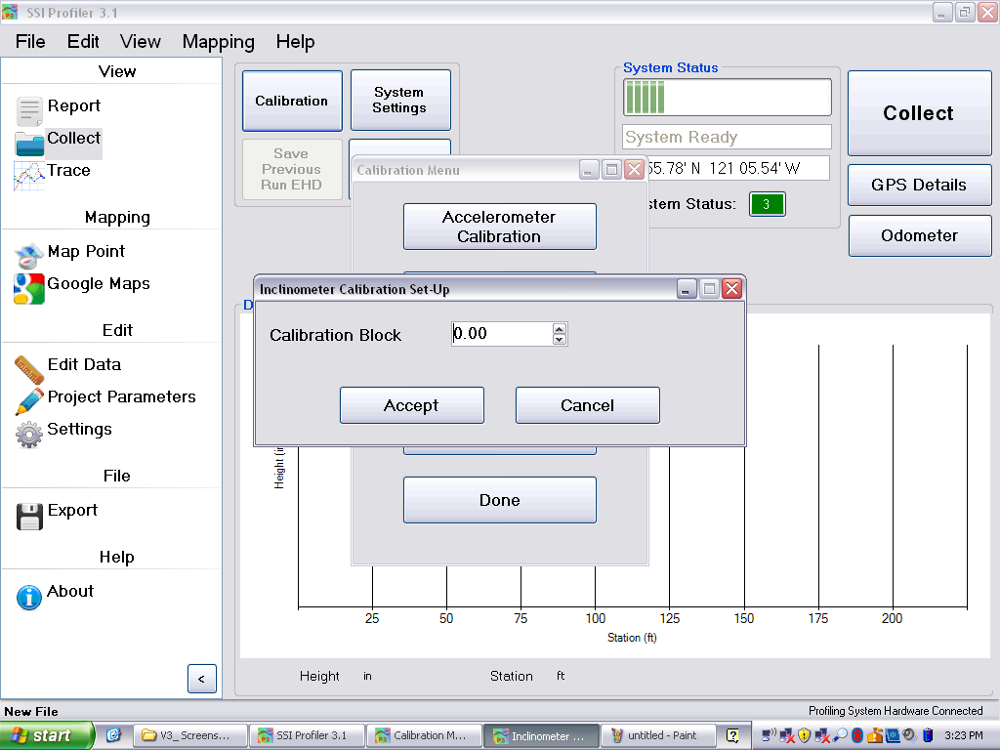 SSI Profiler 3.1
File Edit View Mapping Help
View
Report
Collect
Trace
Mapping
Map Point
Google Maps
Edit
Edit Data
Project Parameters
Settings
File
Export
Help
About
<
Calibration
System
Settings
Save
Previous
Run EHD
System Status
System Ready
55.78' N 121 05.54' W
stem Status: 3
Collect
GPS Details
Odometer
Calibration Menu
Accelerometer
Calibration
Inclinometer Calibration Set-Up
Calibration Block 0.00
Accept Cancel
Done
D
Height (in
25 50 75 100 125 150 175 200
Station (ft)
Height in Station ft
New File Profiling System Hardware Connected
start V3_ Screens... SSI Profiler 3.1 Calibration M... Inclinometer ... untitled - Paint 3:23 PM